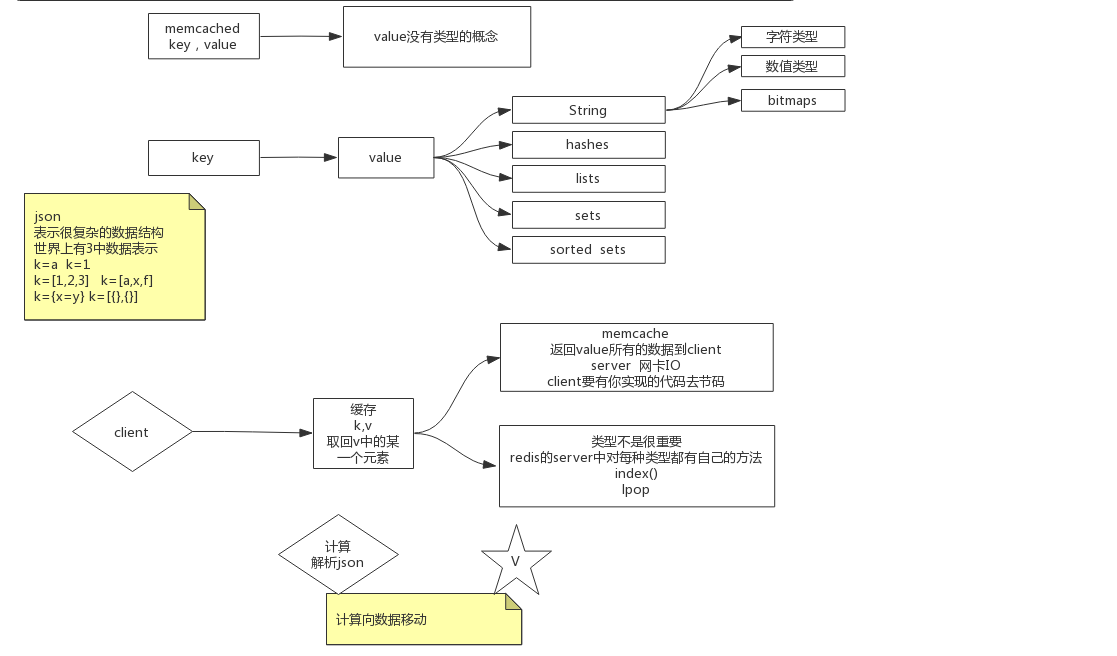 memcached
key，value
value没有类型的概念
字符类型
数值类型
bitmaps
String
hashes
lists
sets
sorted sets
key
value
json
表示很复杂的数据结构
世界上有3中数据表示
k=a  k=1
k=[1,2,3]   k=[a,x,f]
k={x=y} k=[{},{}]
memcache
返回value所有的数据到client
server  网卡IO
client要有你实现的代码去节码
client
缓存
k,v
取回v中的某
一个元素
类型不是很重要
redis的server中对每种类型都有自己的方法
index()
lpop
计算
解析json
V
计算向数据移动